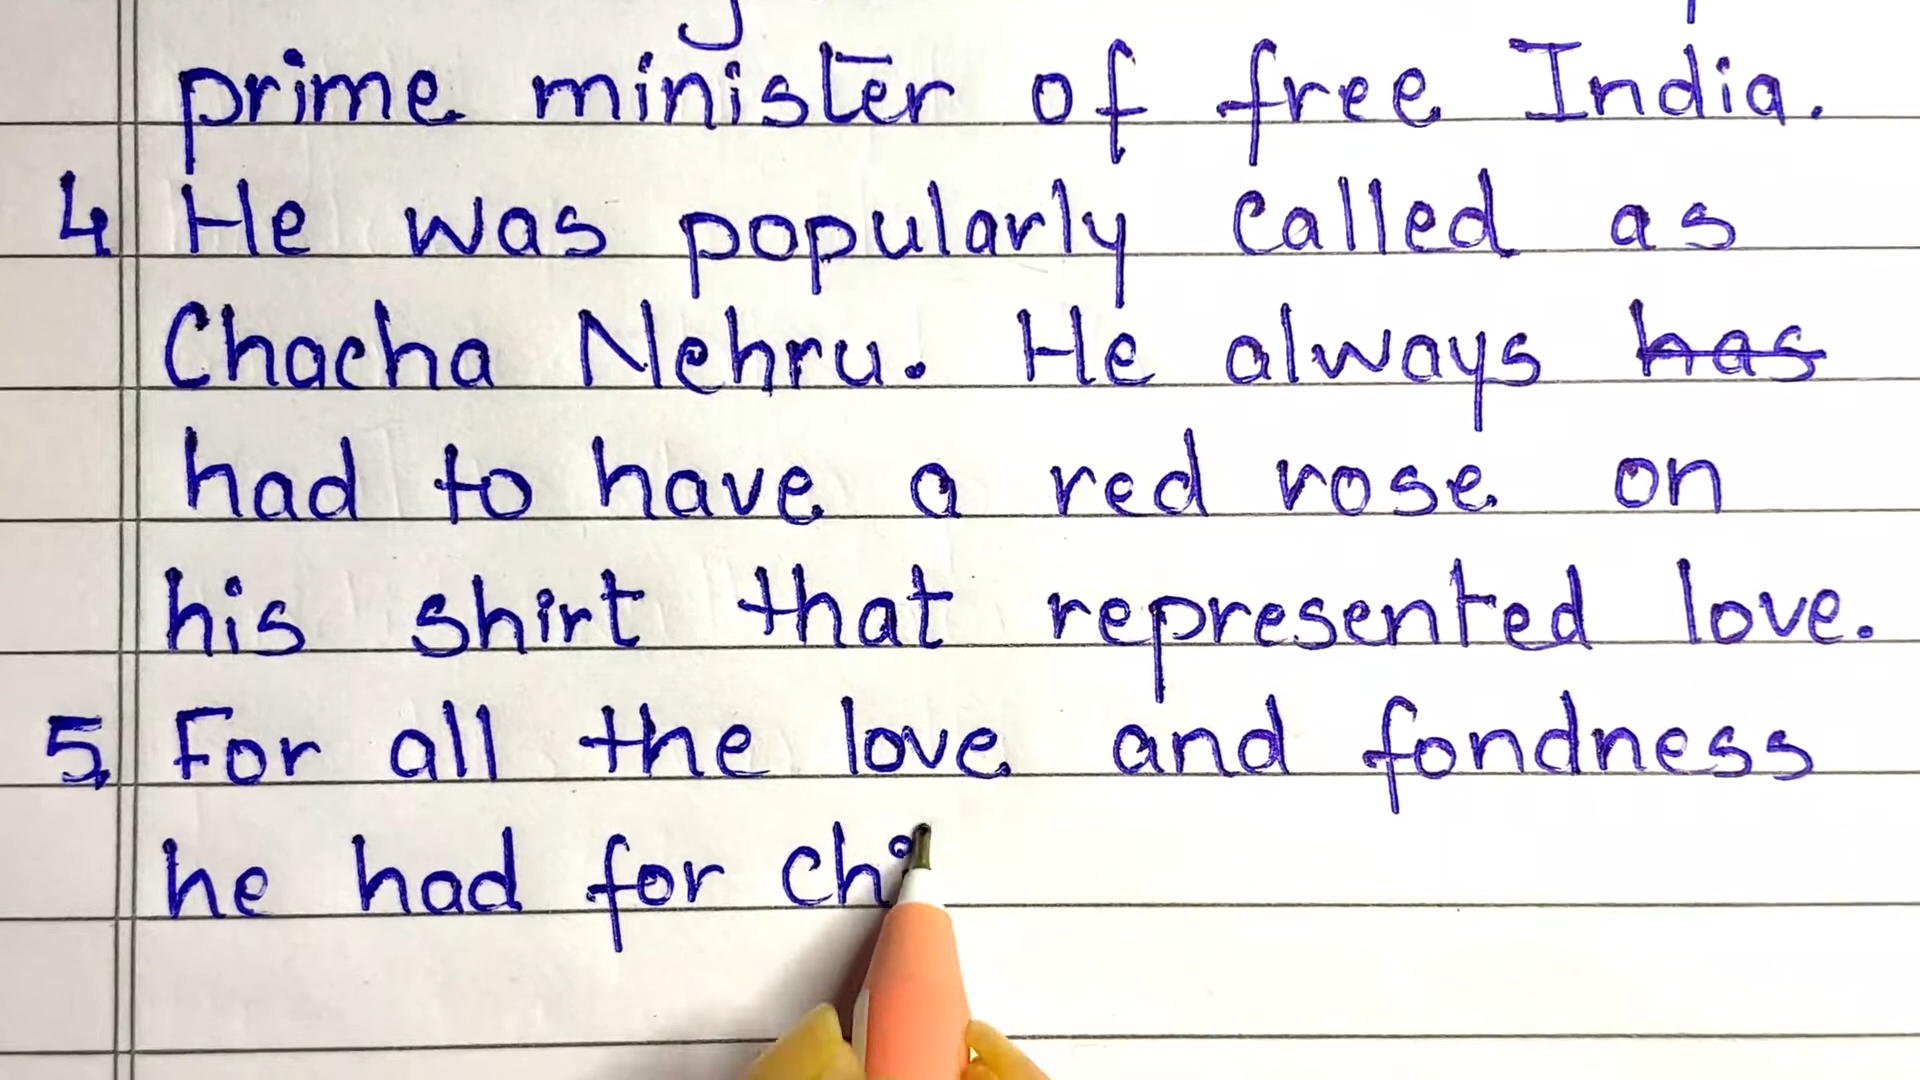 prime minister of free India.
4. He was popularly called as
Chacha Nehru. He always has
had to have a red rose on
his shirt that represented love.
5. For all the love and fondness
he had for chi